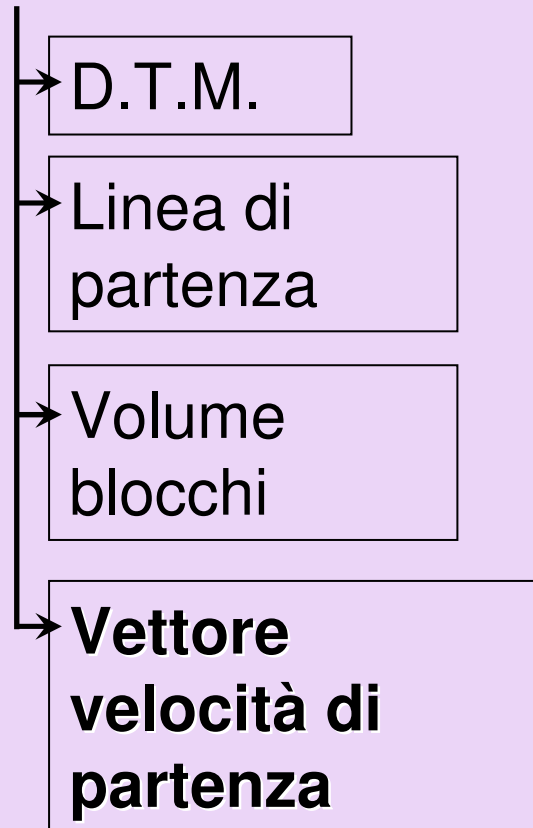 D.T.M.
Linea di
partenza
Volume
blocchi
Vettore
velocità di
partenza